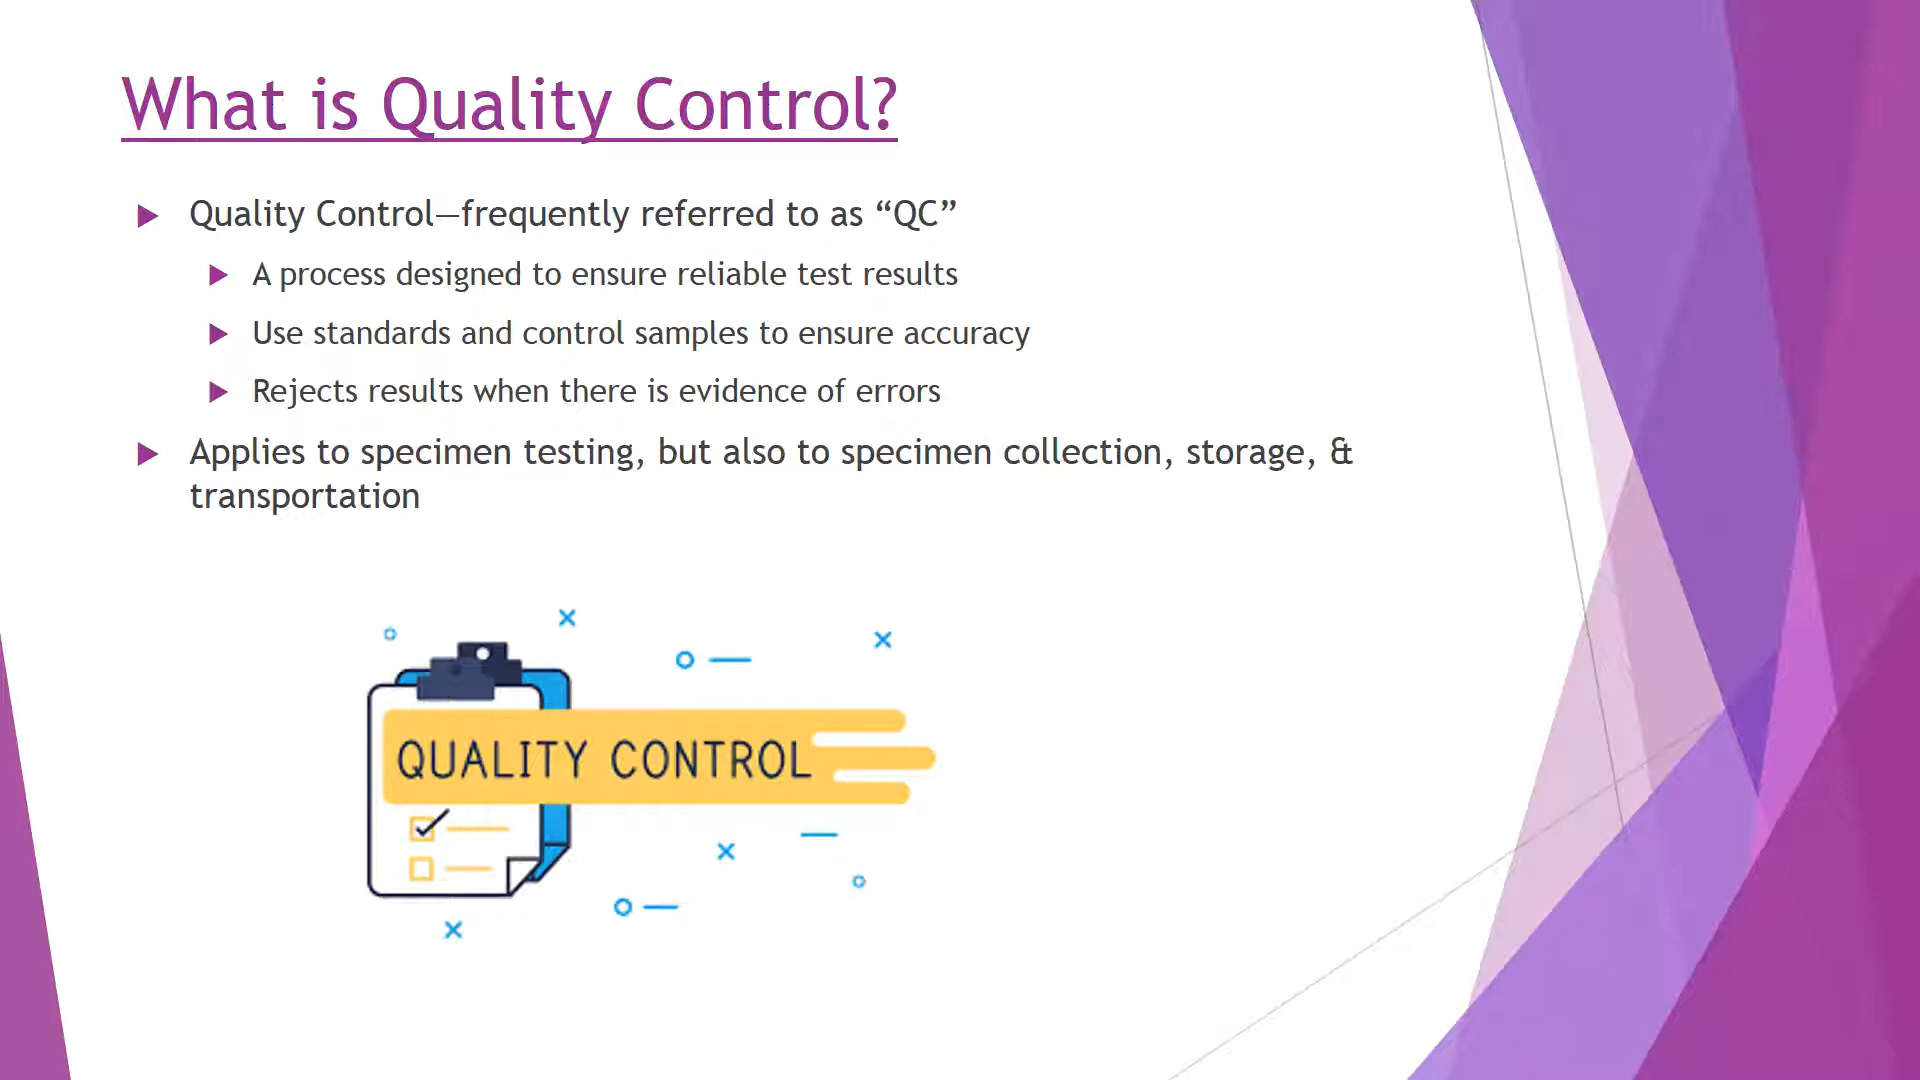 What is Quality Control?
Quality Control—frequently referred to as “QC”
A process designed to ensure reliable test results
Use standards and control samples to ensure accuracy
Rejects results when there is evidence of errors
Applies to specimen testing, but also to specimen collection, storage, &
transportation
QUALITY CONTROL